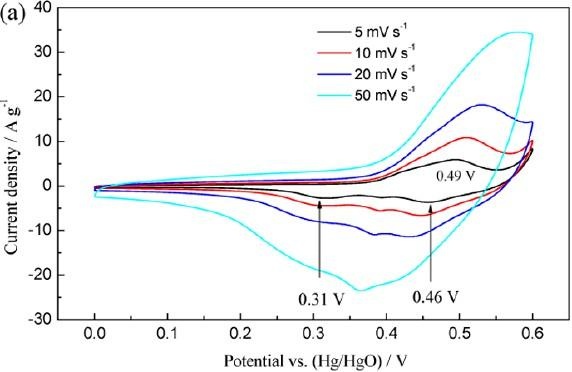 (a)
40
30
20
10
0
-10
-20
-30
Current density / A g⁻¹
5 mV s⁻¹
10 mV s⁻¹
20 mV s⁻¹
50 mV s⁻¹
0.49 V
0.31 V
0.46 V
0.0 0.1 0.2 0.3 0.4 0.5 0.6
Potential vs. (Hg/HgO) / V